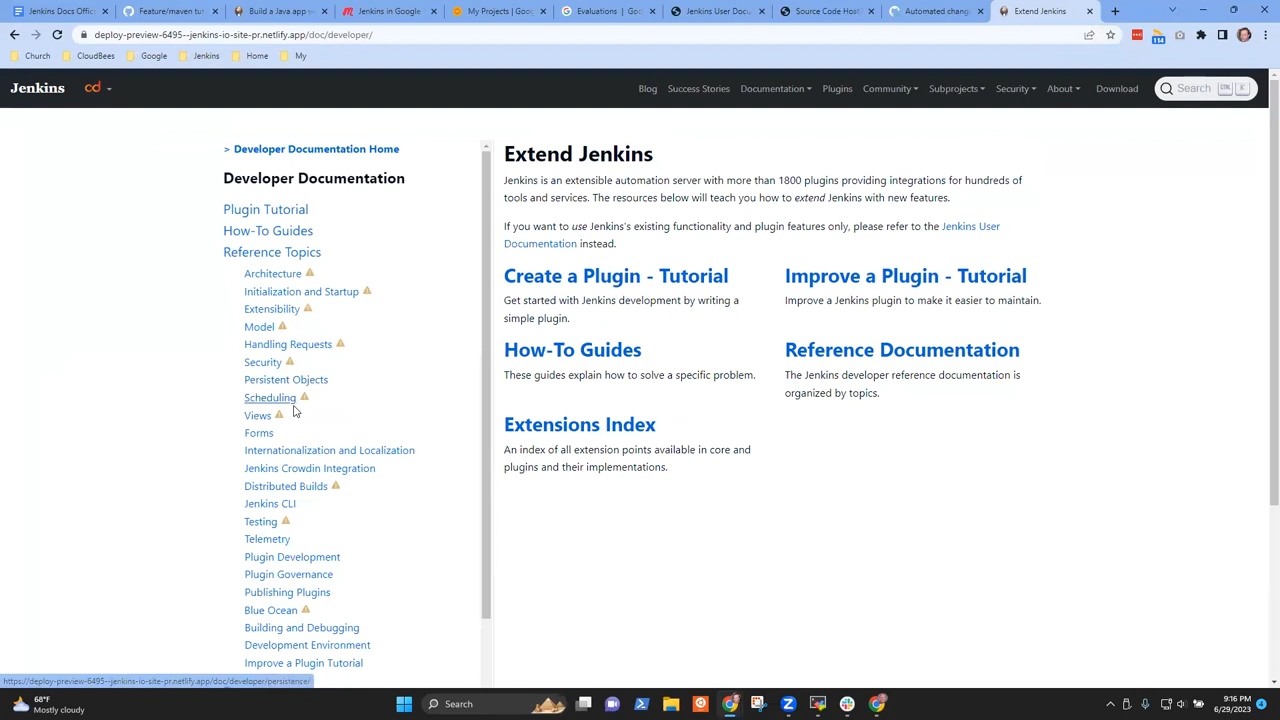 Jenkins Docs Offic
Feature/maven tut
Build a Java app w
Jenkins in Google
My Projects | Goog
Evaluations | Goog
Jenkins User Docu
Source Code Host
Automated chang
Extend Jenkins
deploy-preview-6495--jenkins-io-site-pr.netlify.app/doc/developer/
114
Church
CloudBees
Google
Jenkins
Home
My
Jenkins
cd
Blog
Success Stories
Documentation
Plugins
Community
Subprojects
Security
About
Download
Search
CTRL
K
> Developer Documentation Home
Developer Documentation
Plugin Tutorial
How-To Guides
Reference Topics
Architecture
Initialization and Startup
Extensibility
Model
Handling Requests
Security
Persistent Objects
Scheduling
Views
Forms
Internationalization and Localization
Jenkins Crowdin Integration
Distributed Builds
Jenkins CLI
Testing
Telemetry
Plugin Development
Plugin Governance
Publishing Plugins
Blue Ocean
Building and Debugging
Development Environment
Improve a Plugin Tutorial
Extend Jenkins
Jenkins is an extensible automation server with more than 1800 plugins providing integrations for hundreds of
tools and services. The resources below will teach you how to extend Jenkins with new features.
If you want to use Jenkins's existing functionality and plugin features only, please refer to the Jenkins User
Documentation instead.
Create a Plugin - Tutorial
Get started with Jenkins development by writing a
simple plugin.
Improve a Plugin - Tutorial
Improve a Jenkins plugin to make it easier to maintain.
How-To Guides
These guides explain how to solve a specific problem.
Reference Documentation
The Jenkins developer reference documentation is
organized by topics.
Extensions Index
An index of all extension points available in core and
plugins and their implementations.
https://deploy-preview-6495--jenkins-io-site-pr.netlify.app/doc/developer/persistence/
68°F
Mostly cloudy
Search
9:16 PM
6/29/2023